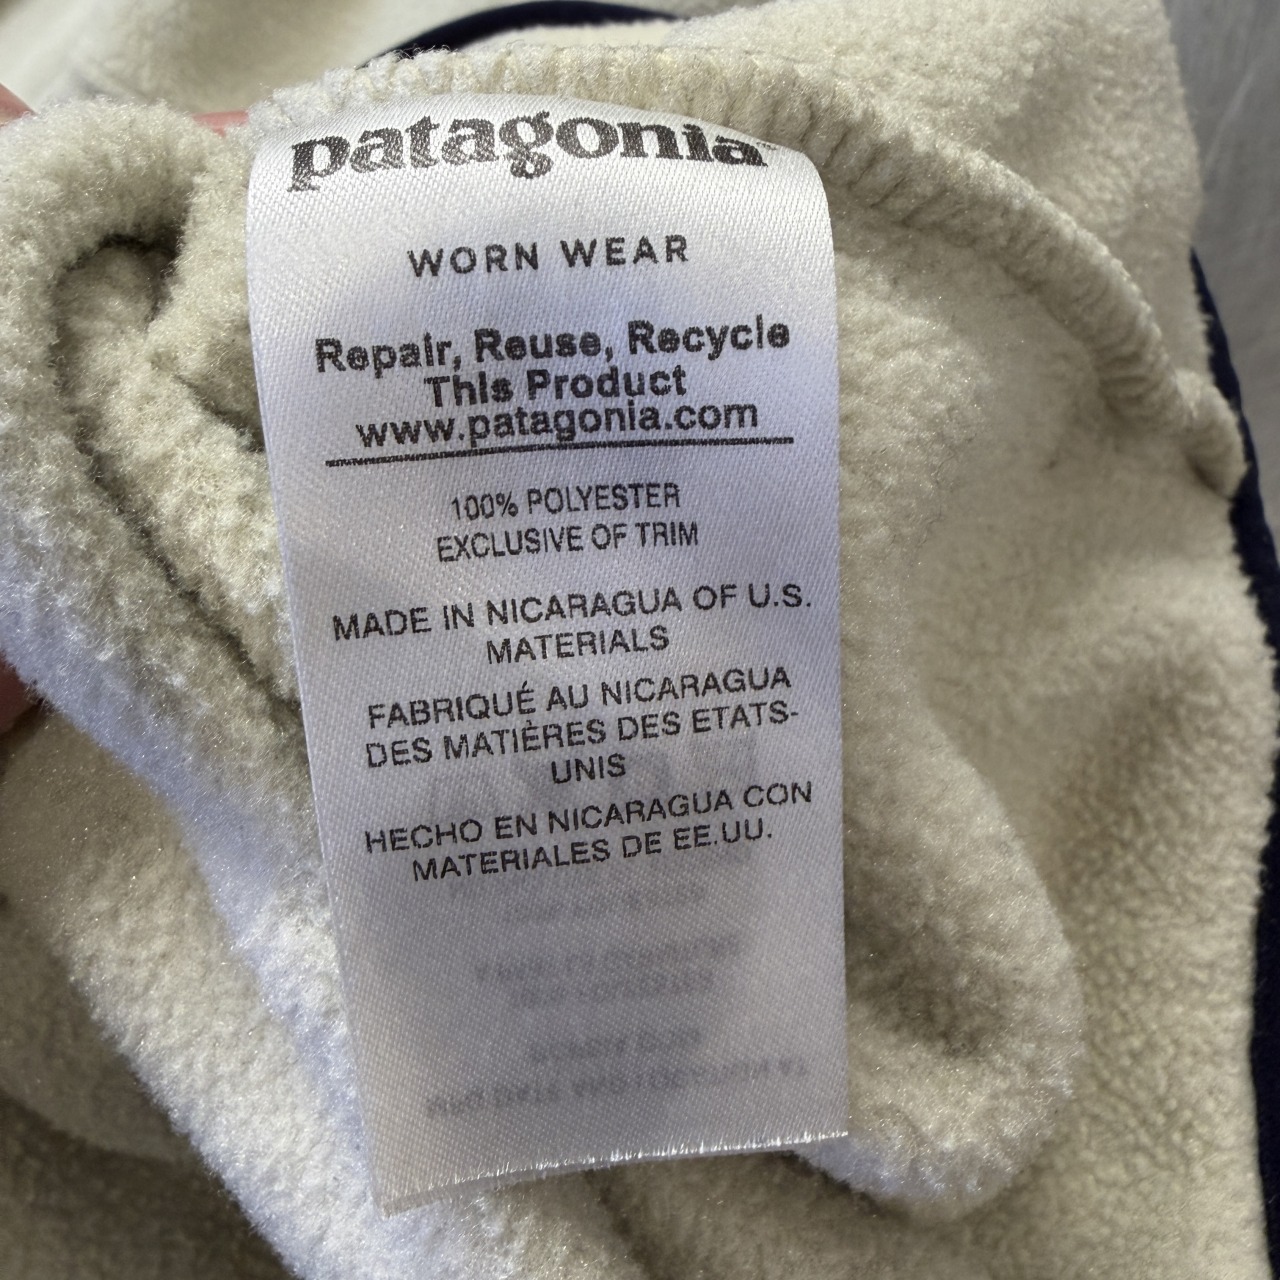 patagonia
WORN WEAR
Repair, Reuse, Recycle
This Product
www.patagonia.com
100% POLYESTER
EXCLUSIVE OF TRIM
MADE IN NICARAGUA OF U.S.
MATERIALS
FABRIQUÉ AU NICARAGUA
DES MATIÈRES DES ETATS-
UNIS
HECHO EN NICARAGUA CON
MATERIALES DE EE.UU.